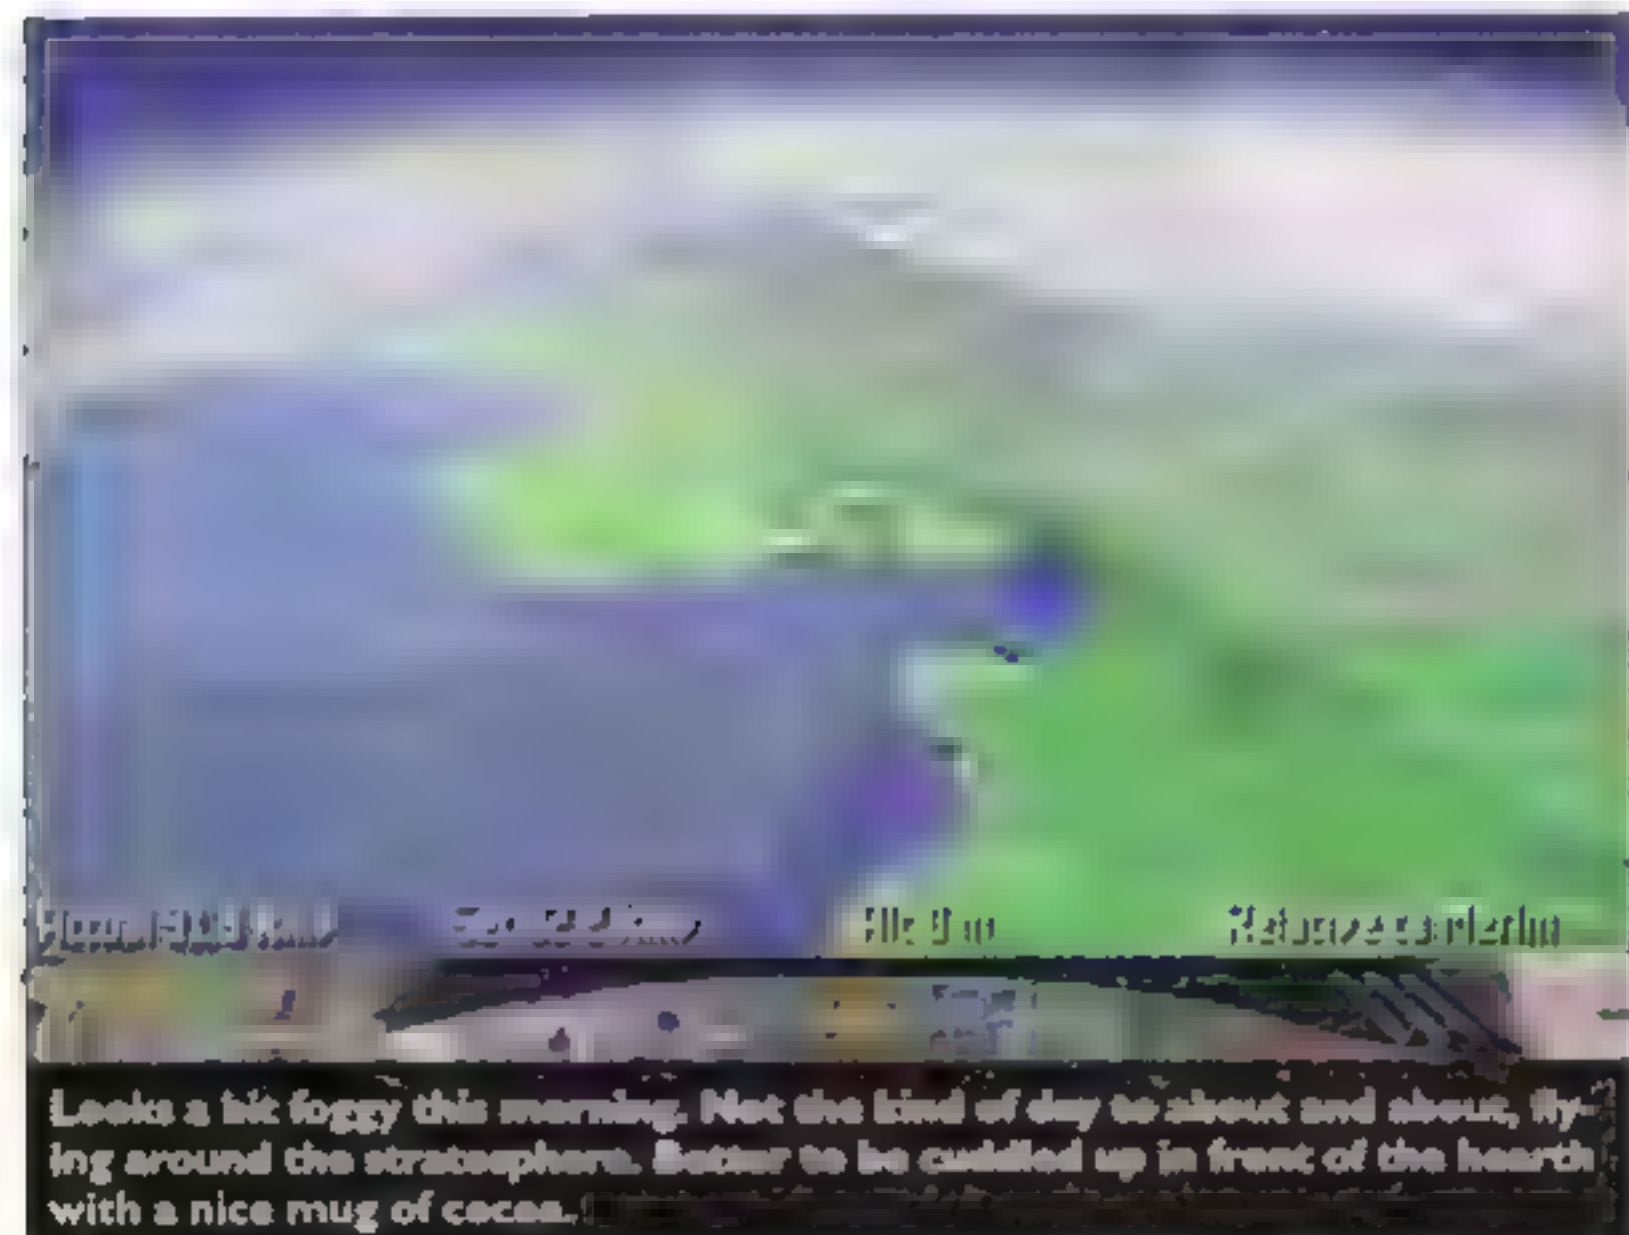 Looks a bit foggy this morning. Not the kind of day to about and about, fly-
ing around the stratosphere. Better to be cuddled up in front of the hearth
with a nice mug of cocoa.